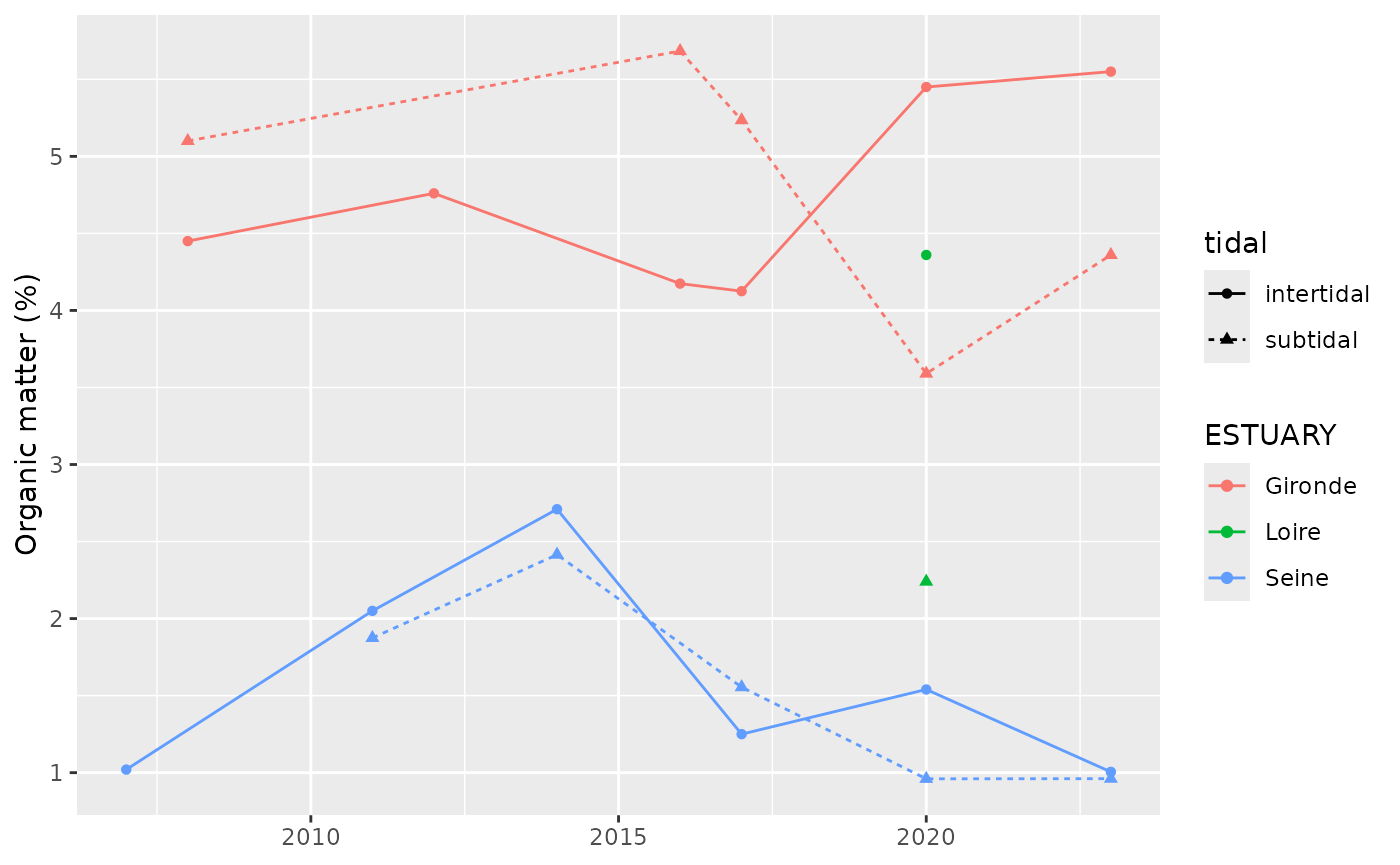 Organic matter (%)
5
4
3
2
1
2010
2015
2020
tidal
intertidal
subtidal
ESTUARY
Gironde
Loire
Seine